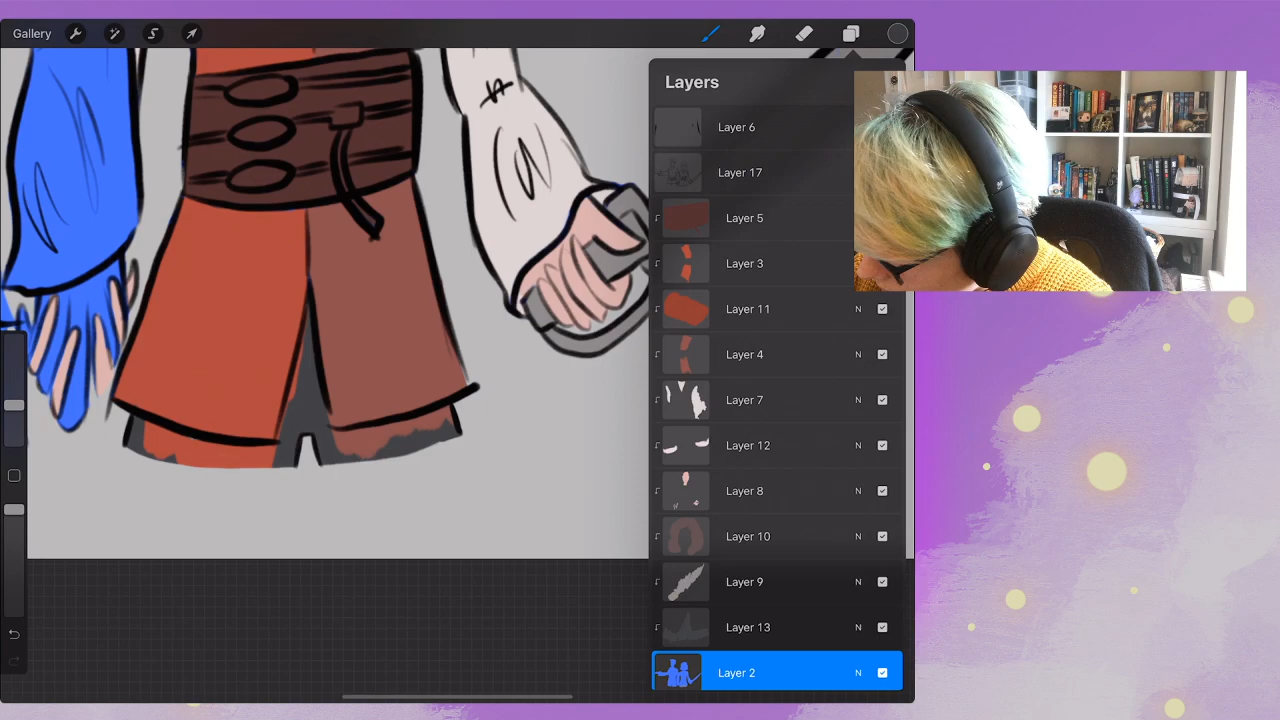 Gallery
Layers
Layer 6
Layer 17
Layer 5
Layer 3
Layer 11 N
Layer 4 N
Layer 7 N
Layer 12 N
Layer 8 N
Layer 10 N
Layer 9 N
Layer 13 N
Layer 2 N